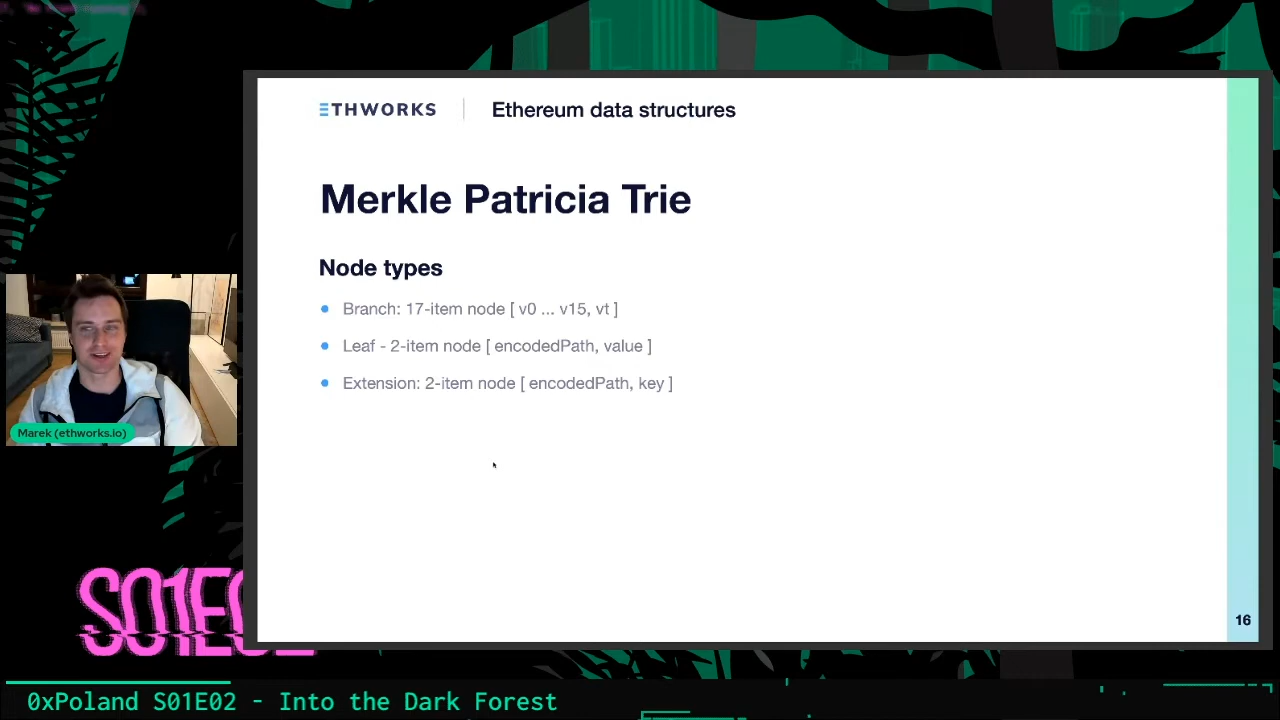 ETHWORKS
Ethereum data structures
Merkle Patricia Trie
Node types
Branch: 17-item node [ v0 ... v15, vt ]
Leaf - 2-item node [ encodedPath, value ]
Extension: 2-item node [ encodedPath, key ]
Marek (ethworks.io)
S01E02
16
0xPoland S01E02 - Into the Dark Forest